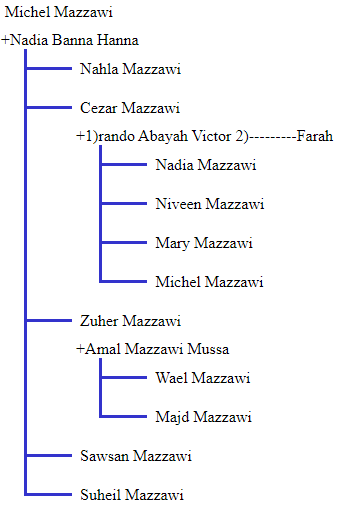 Michel Mazzawi
+Nadia Banna Hanna
Nahla Mazzawi
Cezar Mazzawi
+1)rando Abayah Victor 2)---------Farah
Nadia Mazzawi
Niveen Mazzawi
Mary Mazzawi
Michel Mazzawi
Zuher Mazzawi
+Amal Mazzawi Mussa
Wael Mazzawi
Majd Mazzawi
Sawsan Mazzawi
Suheil Mazzawi